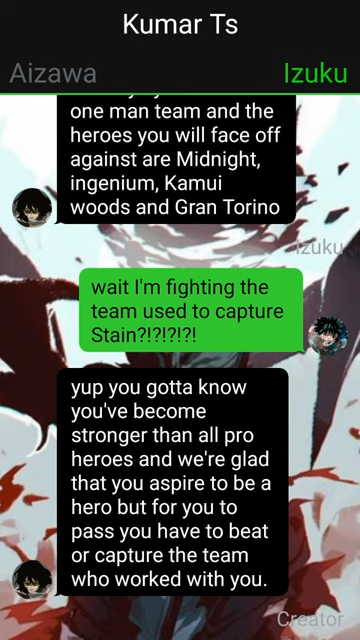 Kumar Ts
Aizawa
Izuku
one man team and the
heroes you will face off
against are Midnight,
ingenium, Kamui
woods and Gran Torino
Izuku
wait I'm fighting the
team used to capture
Stain?!?!?!?!
yup you gotta know
you've become
stronger than all pro
heroes and we're glad
that you aspire to be a
hero but for you to
pass you have to beat
or capture the team
who worked with you.
Creator